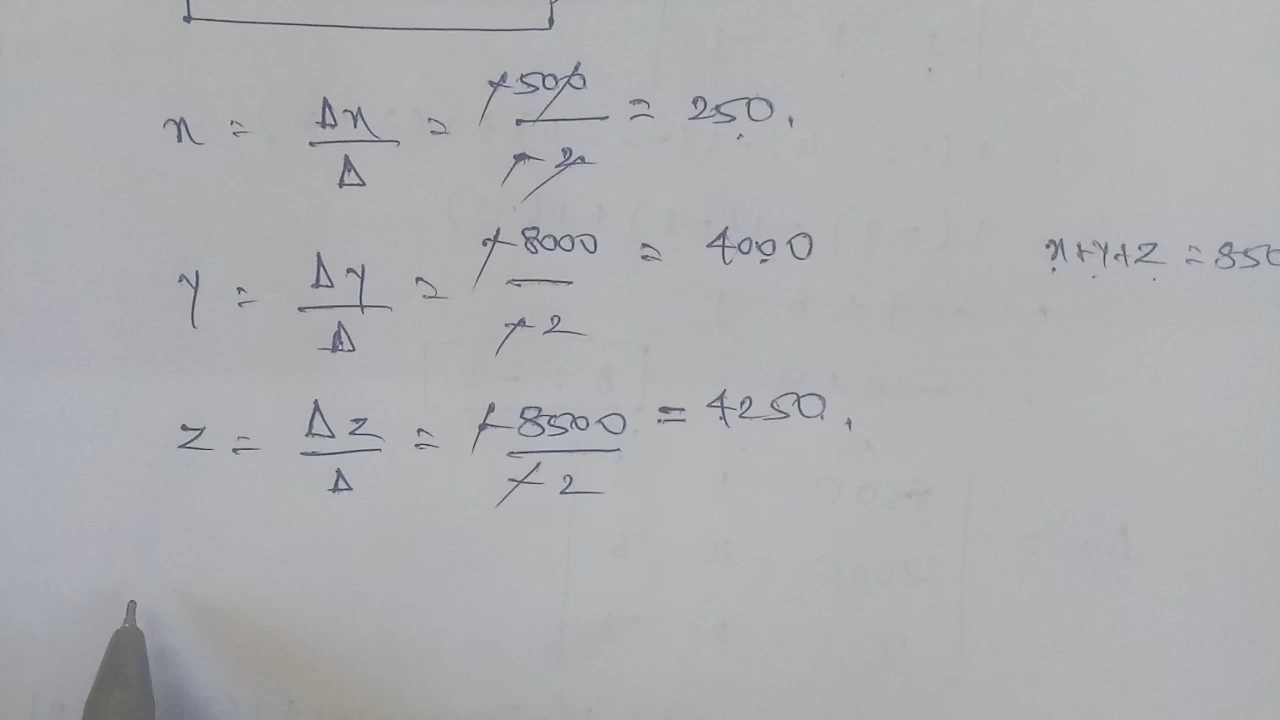 x = Δx/Δ = -500/-2 = 250.
y = Δy/Δ = -8000/-2 = 4000
x+y+z = 850
z = Δz/Δ = -8500/-2 = 4250.